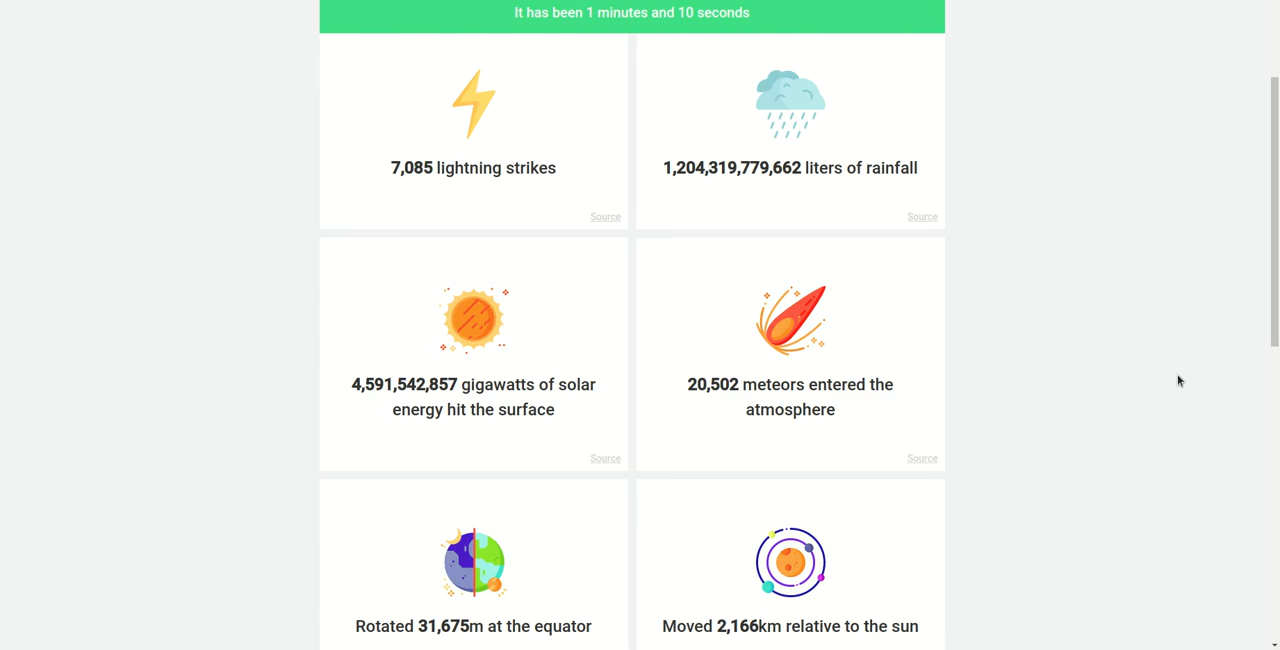 It has been 1 minutes and 10 seconds
7,085 lightning strikes
Source
1,204,319,779,662 liters of rainfall
Source
4,591,542,857 gigawatts of solar
energy hit the surface
Source
20,502 meteors entered the
atmosphere
Source
Rotated 31,675m at the equator
Moved 2,166km relative to the sun